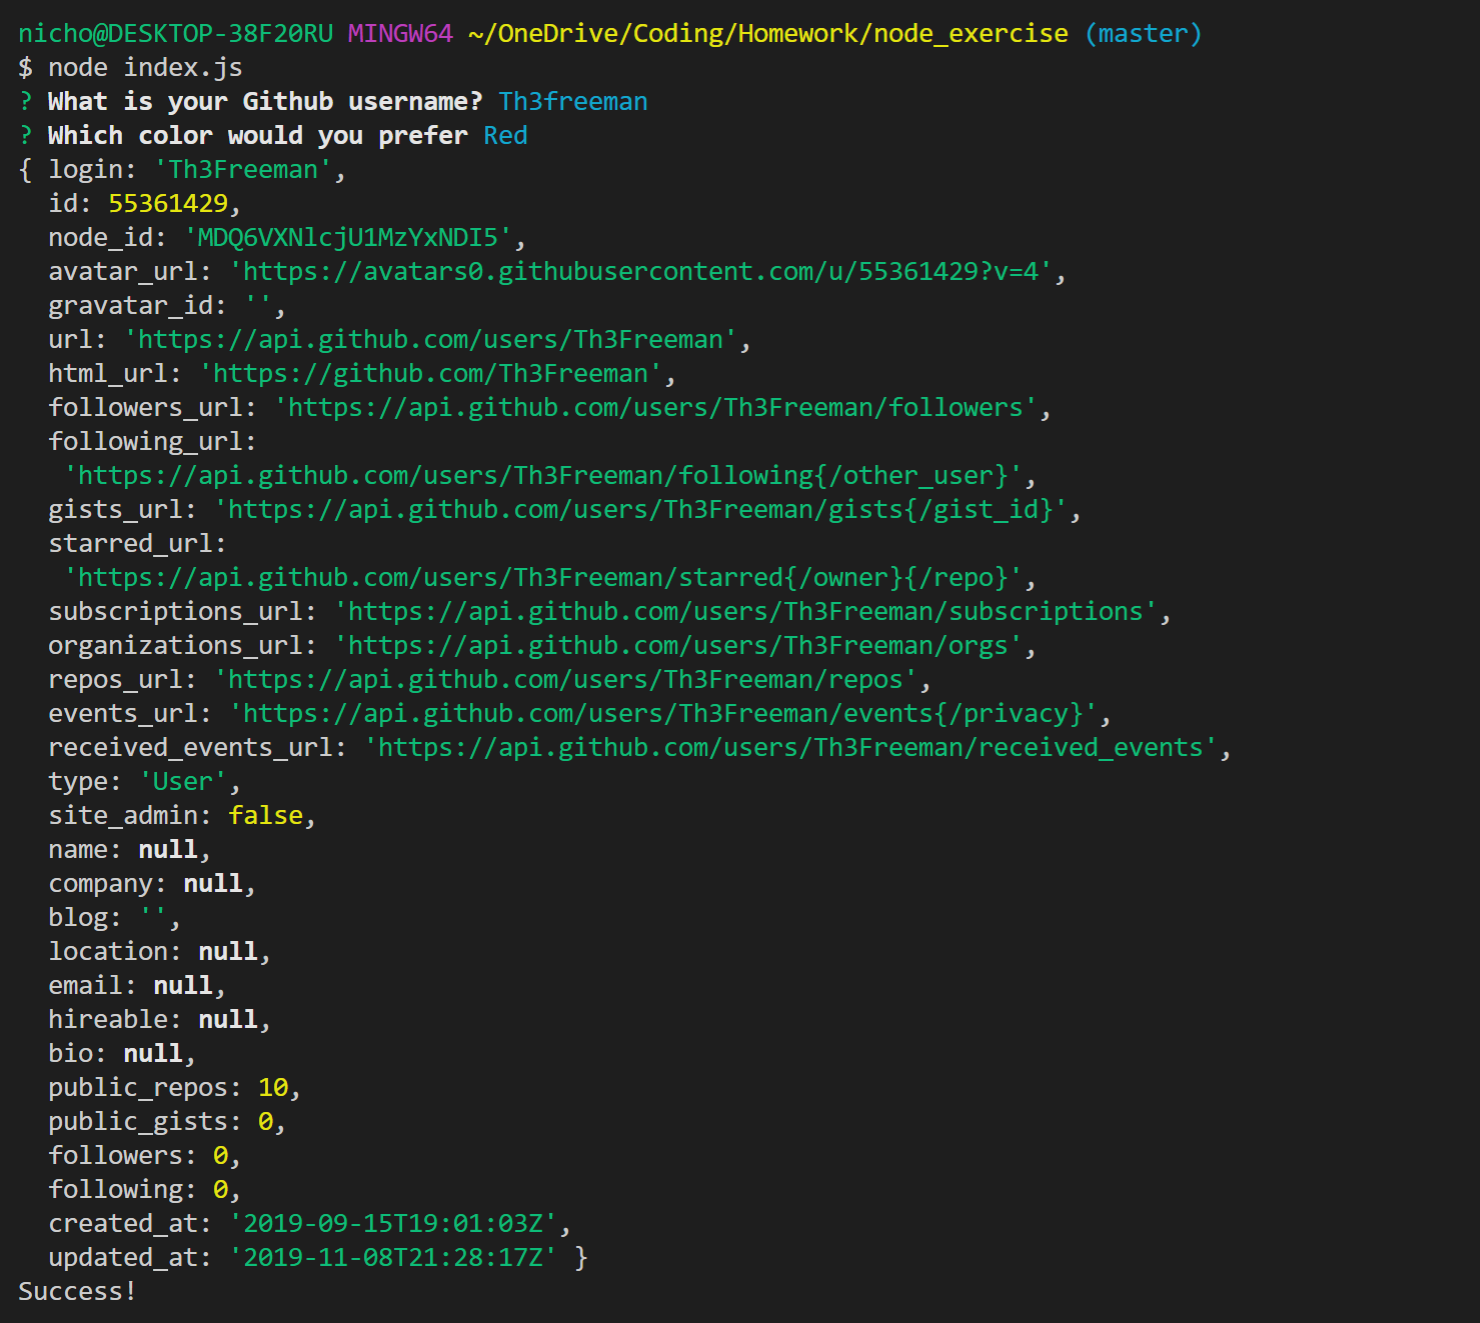 nicho@DESKTOP-38F20RU MINGW64 ~/OneDrive/Coding/Homework/node_exercise (master)
$ node index.js
? What is your Github username? Th3freeman
? Which color would you prefer Red
{ login: 'Th3Freeman',
  id: 55361429,
  node_id: 'MDQ6VXNlcjU1MzYxNDI5',
  avatar_url: 'https://avatars0.githubusercontent.com/u/55361429?v=4',
  gravatar_id: '',
  url: 'https://api.github.com/users/Th3Freeman',
  html_url: 'https://github.com/Th3Freeman',
  followers_url: 'https://api.github.com/users/Th3Freeman/followers',
  following_url:
   'https://api.github.com/users/Th3Freeman/following{/other_user}',
  gists_url: 'https://api.github.com/users/Th3Freeman/gists{/gist_id}',
  starred_url:
   'https://api.github.com/users/Th3Freeman/starred{/owner}{/repo}',
  subscriptions_url: 'https://api.github.com/users/Th3Freeman/subscriptions',
  organizations_url: 'https://api.github.com/users/Th3Freeman/orgs',
  repos_url: 'https://api.github.com/users/Th3Freeman/repos',
  events_url: 'https://api.github.com/users/Th3Freeman/events{/privacy}',
  received_events_url: 'https://api.github.com/users/Th3Freeman/received_events',
  type: 'User',
  site_admin: false,
  name: null,
  company: null,
  blog: '',
  location: null,
  email: null,
  hireable: null,
  bio: null,
  public_repos: 10,
  public_gists: 0,
  followers: 0,
  following: 0,
  created_at: '2019-09-15T19:01:03Z',
  updated_at: '2019-11-08T21:28:17Z' }
Success!